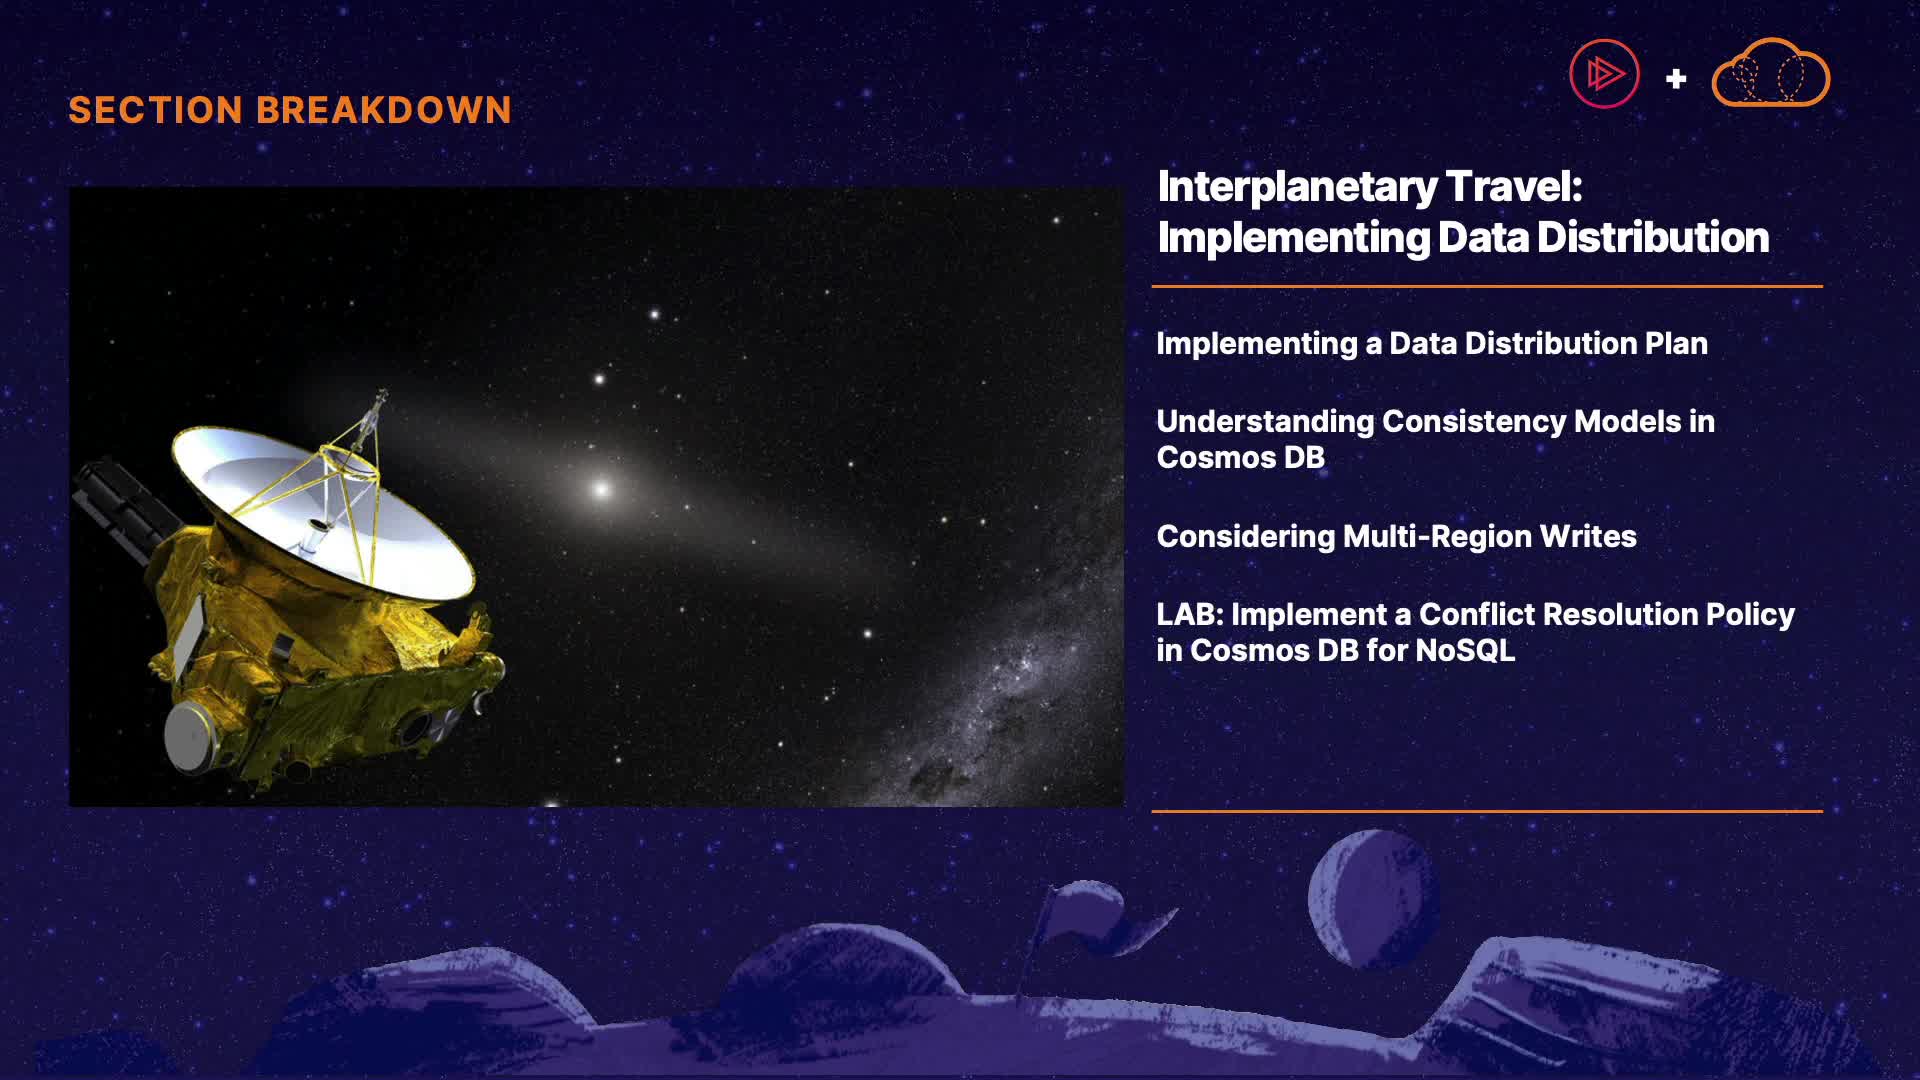 SECTION BREAKDOWN
Interplanetary Travel:
Implementing Data Distribution
Implementing a Data Distribution Plan
Understanding Consistency Models in
Cosmos DB
Considering Multi-Region Writes
LAB: Implement a Conflict Resolution Policy
in Cosmos DB for NoSQL